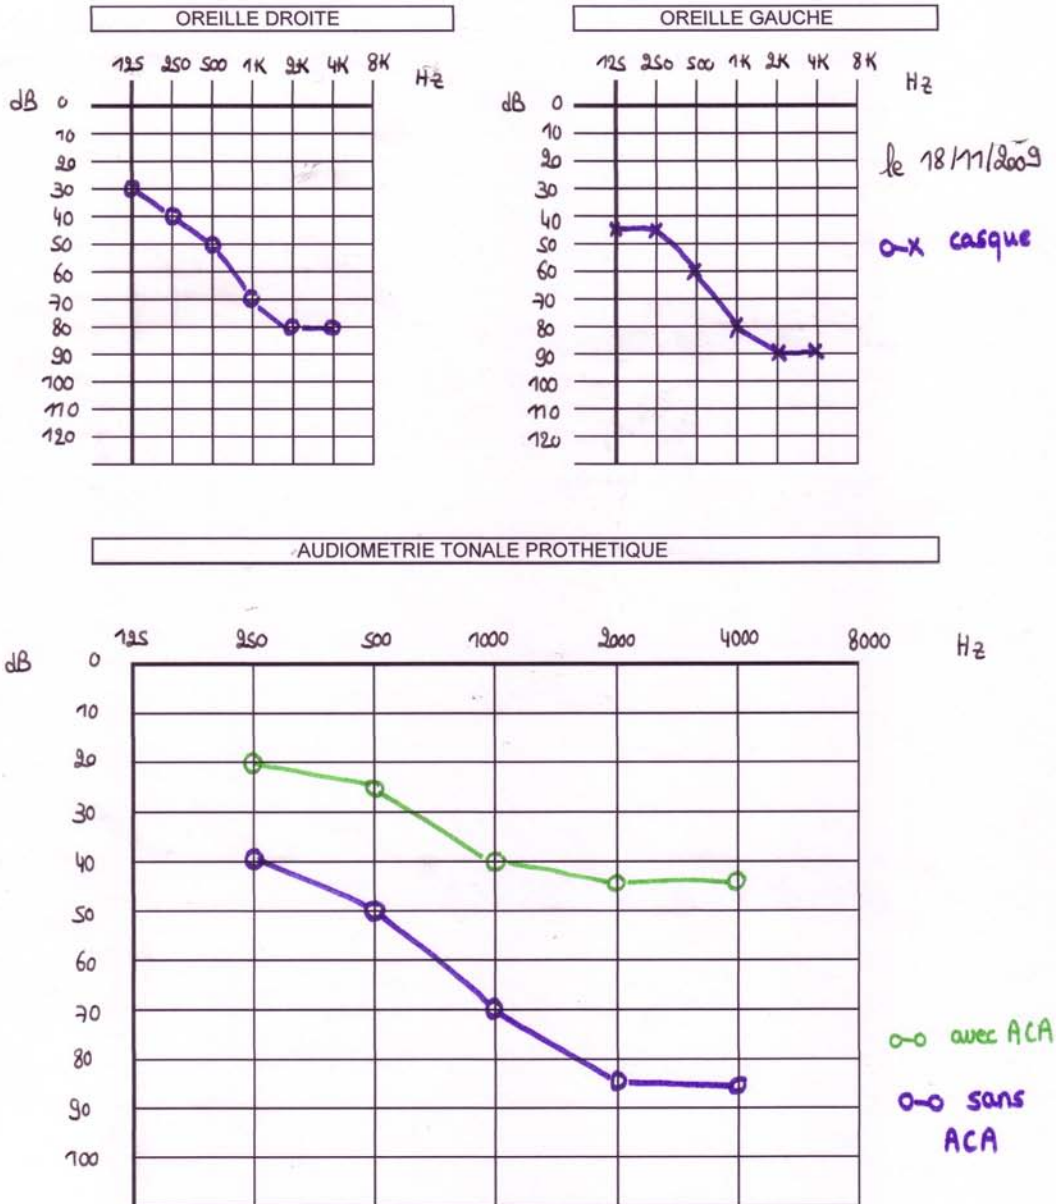 OREILLE DROITE
125 250 500 1K 2K 4K 8K Hz
dB 0
10
20
30
40
50
60
70
80
90
100
110
120
OREILLE GAUCHE
125 250 500 1K 2K 4K 8K Hz
dB 0
10
20
30
40
50
60
70
80
90
100
110
120
le 18/11/2009
o-x casque
AUDIOMETRIE TONALE PROTHETIQUE
125 250 500 1000 2000 4000 8000 Hz
dB 0
10
20
30
40
50
60
70
80
90
100
o-o avec ACA
o-o sans
ACA